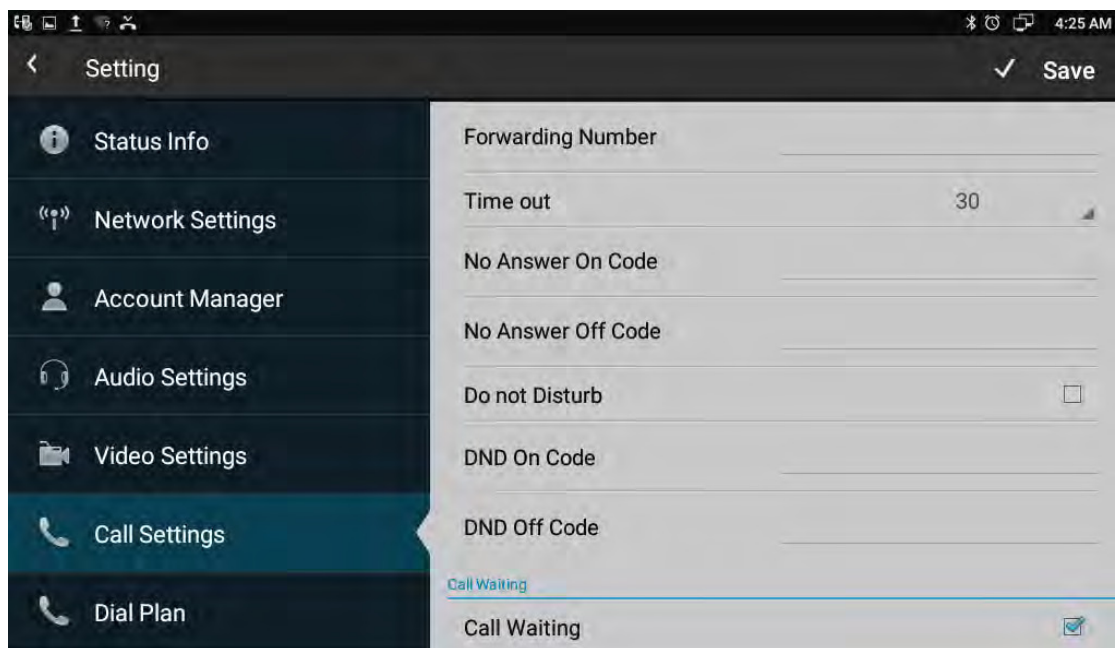 4:25 AM
Setting
Save
Status Info
Network Settings
Account Manager
Audio Settings
Video Settings
Call Settings
Dial Plan
Forwarding Number
Time out 30
No Answer On Code
No Answer Off Code
Do not Disturb
DND On Code
DND Off Code
Call Waiting
Call Waiting